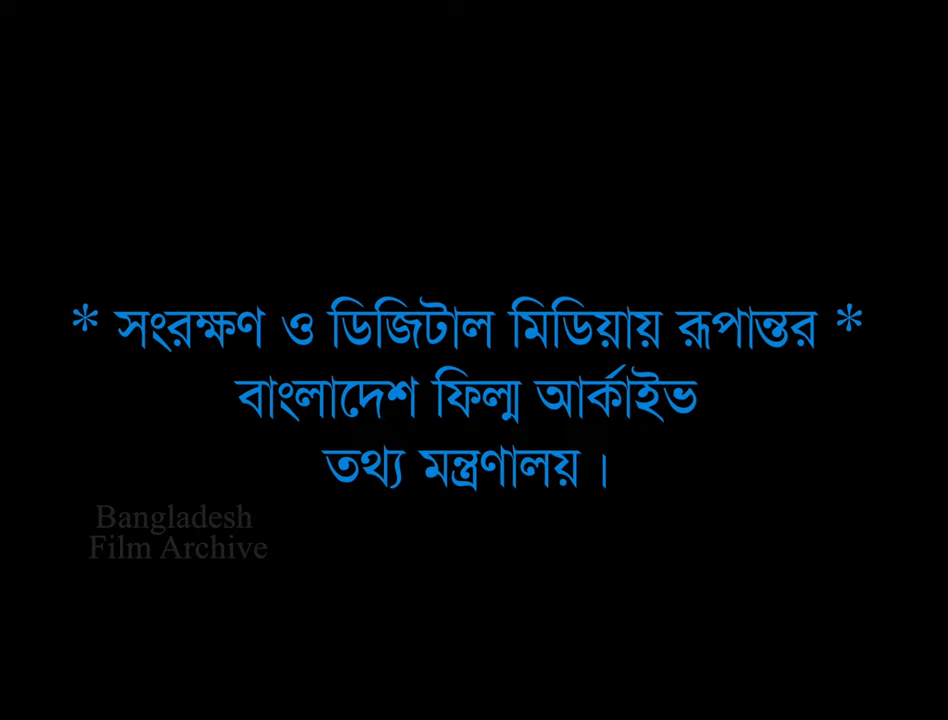 * সংরক্ষণ ও ডিজিটাল মিডিয়ায় রূপান্তর *
বাংলাদেশ ফিল্ম আর্কাইভ
তথ্য মন্ত্রণালয় ।
Bangladesh
Film Archive